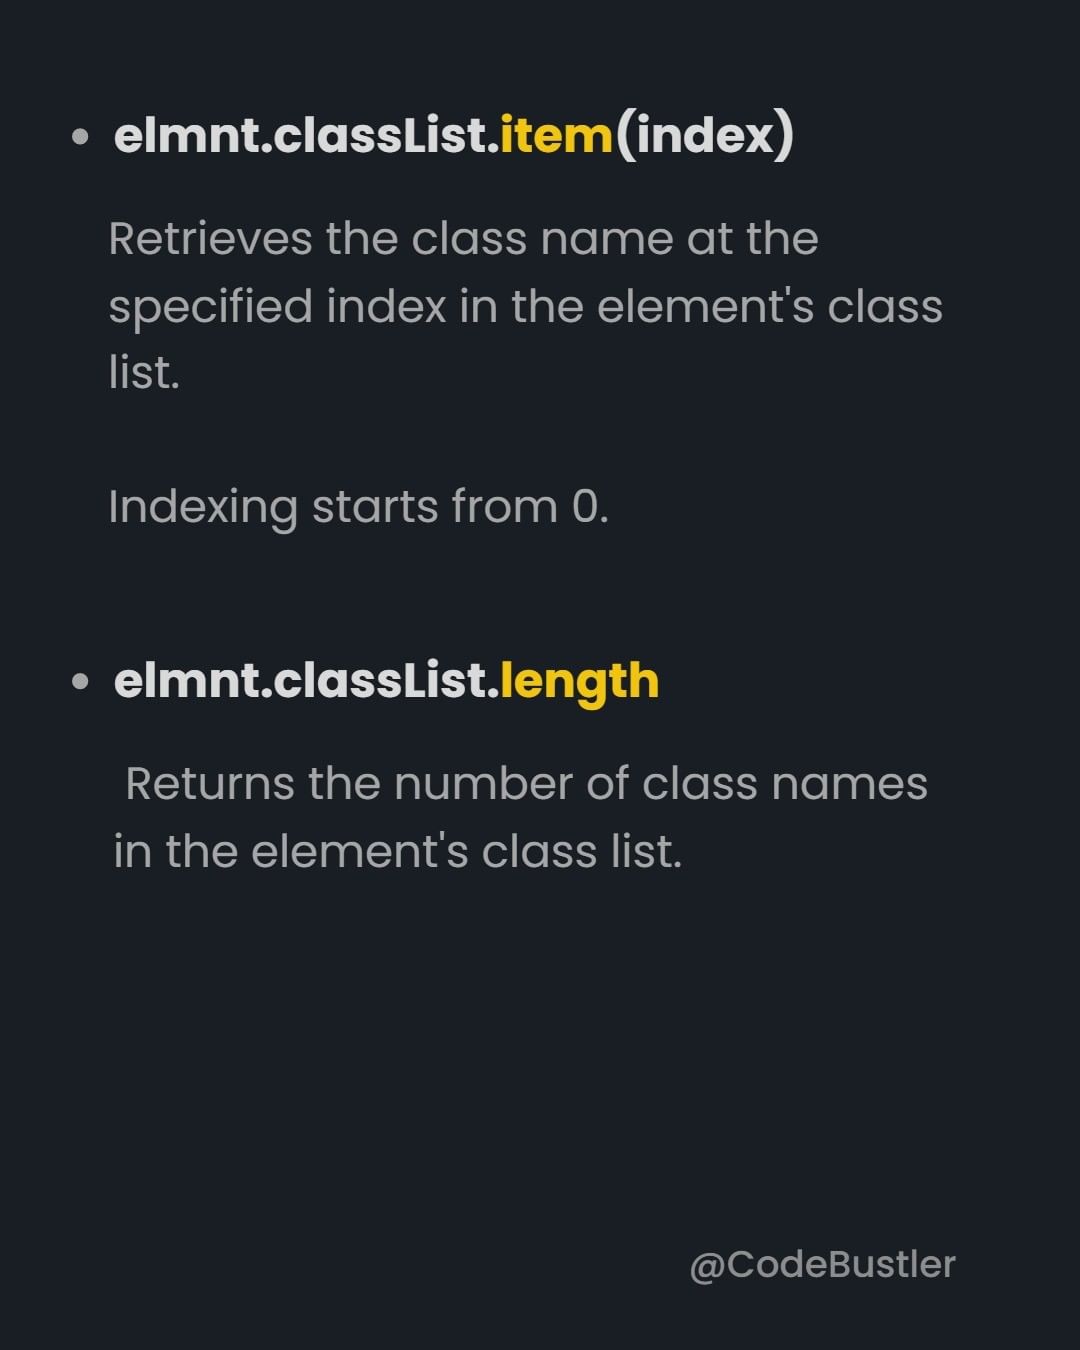 • elmnt.classList.item(index)
Retrieves the class name at the
specified index in the element's class
list.
Indexing starts from 0.
• elmnt.classList.length
Returns the number of class names
in the element's class list.
@CodeBustler